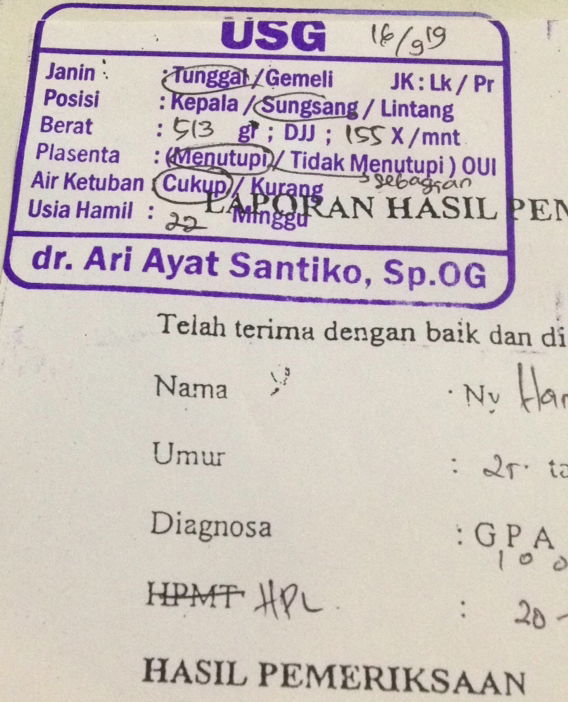 USG 16/9 19
Janin : Tunggal / Gemeli JK : Lk / Pr
Posisi : Kepala / Sungsang / Lintang
Berat : 513 gr ; DJJ ; 155 X / mnt
Plasenta : (Menutupi / Tidak Menutupi ) OUI
sebagian
Air Ketuban : Cukup / Kurang
LAPORAN HASIL PEM
Usia Hamil : 22 Minggu
dr. Ari Ayat Santiko, Sp.OG
Telah terima dengan baik dan di
Nama : Ny Har
Umur : 25 ta
Diagnosa : G P A
1 0 0
HPMT HPL : 20 -
HASIL PEMERIKSAAN